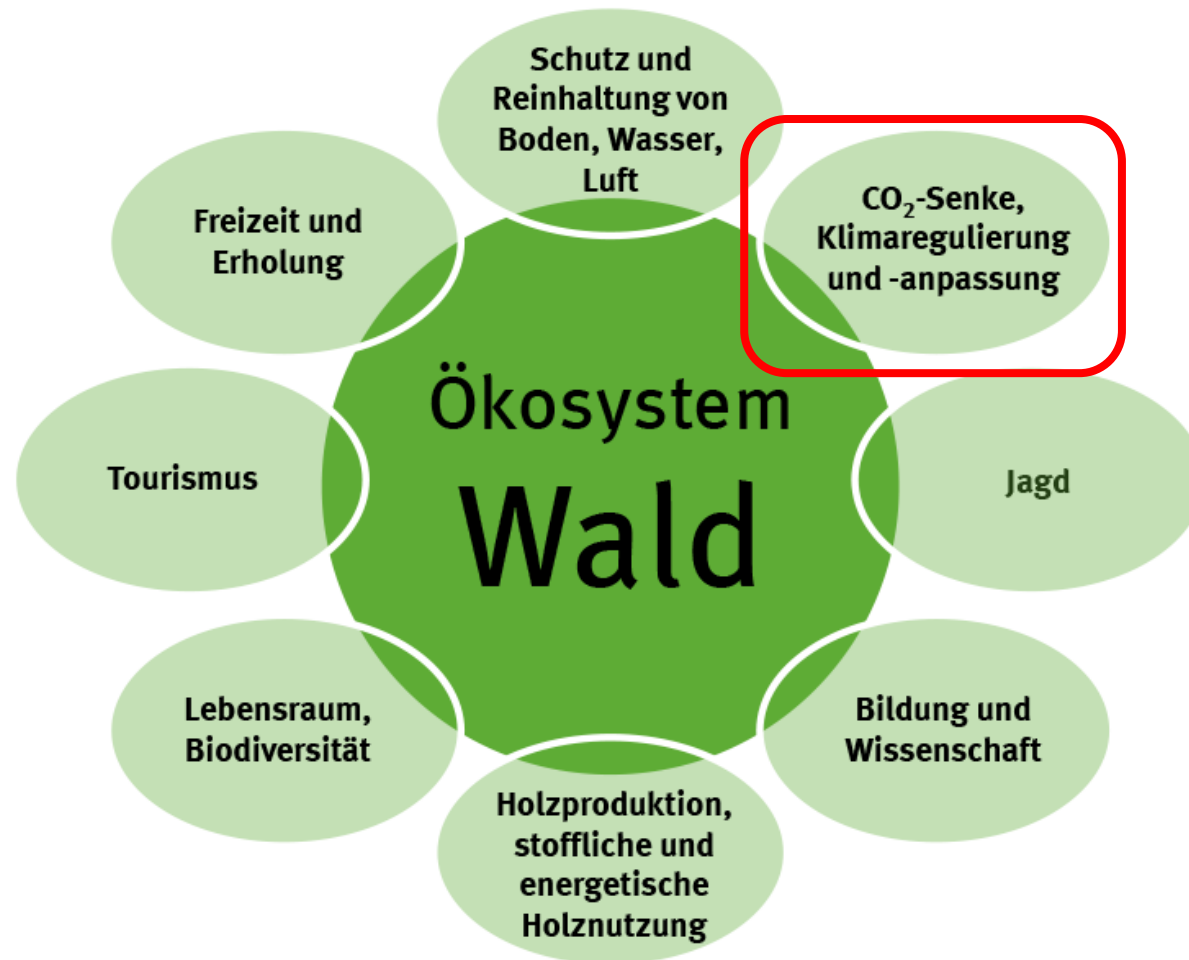 Schutz und
Reinhaltung von
Boden, Wasser,
Luft
CO₂-Senke,
Klimaregulierung
und -anpassung
Freizeit und
Erholung
Ökosystem
Wald
Tourismus
Jagd
Lebensraum,
Biodiversität
Bildung und
Wissenschaft
Holzproduktion,
stoffliche und
energetische
Holznutzung